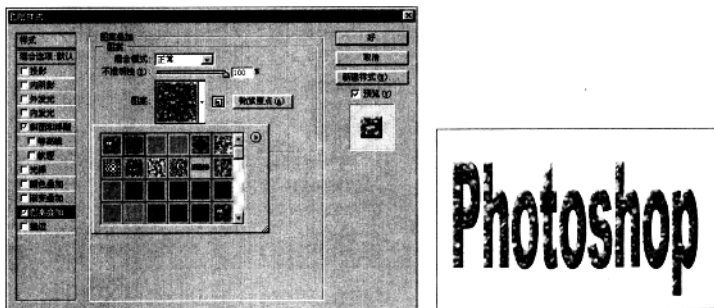 图层样式
样式
混合选项:默认
投影
内阴影
外发光
内发光
斜面和浮雕
等高线
纹理
光泽
颜色叠加
渐变叠加
图案叠加
描边
图案叠加
图案
混合模式: 正常
不透明度(Y): 100 %
图案:
贴紧原点(A)
好
取消
新建样式(W)...
预览(V)
Photoshop